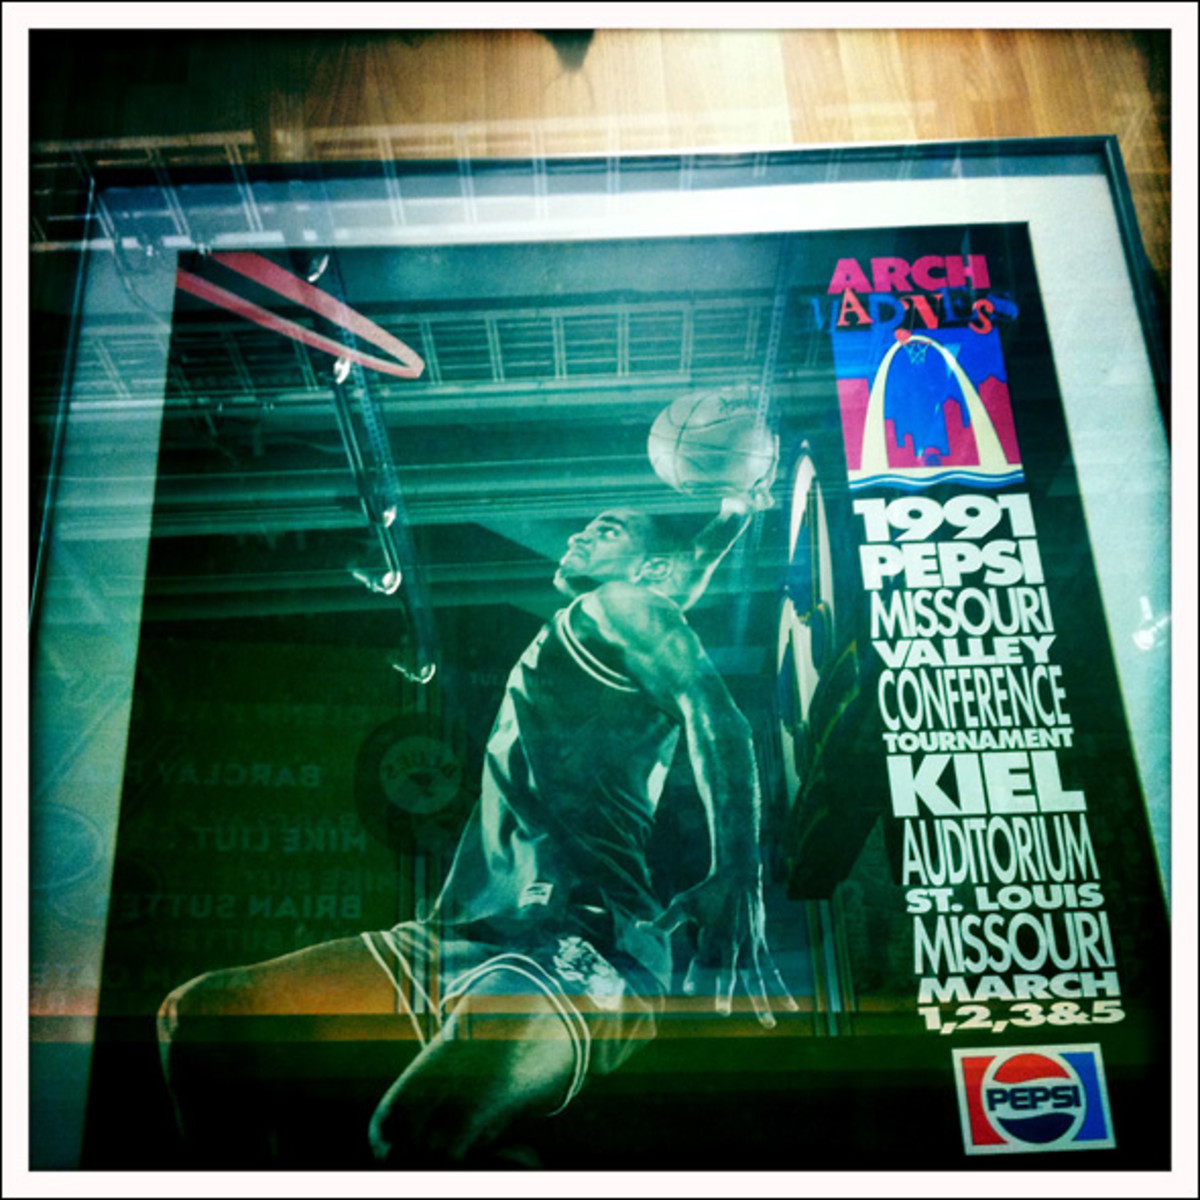 ARCH
MADNESS
1991
PEPSI
MISSOURI
VALLEY
CONFERENCE
TOURNAMENT
KIEL
AUDITORIUM
ST. LOUIS
MISSOURI
MARCH
1,2,3&5
PEPSI
BARCLAY
MIKE LIUT
BRIAN SUTTE